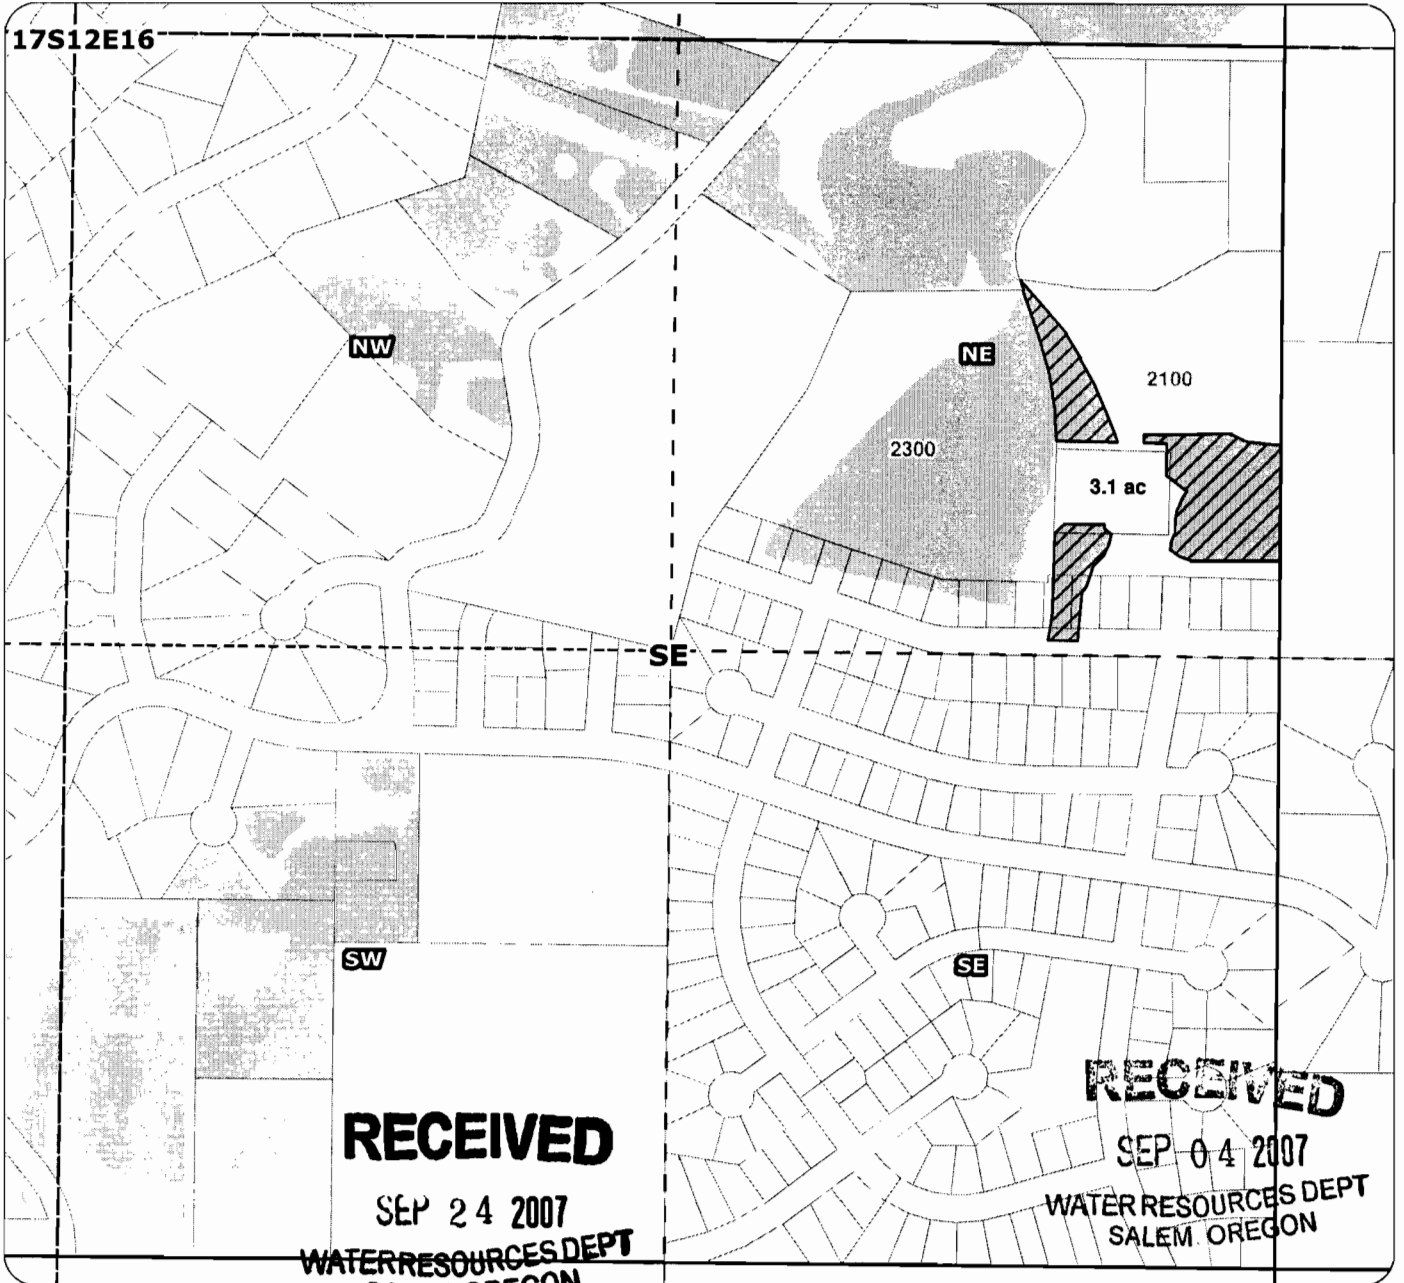 17S12E16
NW
NE
2100
2300
3.1 ac
SE
SW
SE
RECEIVED
SEP 24 2007
WATER RESOURCES DEPT
RECEIVED
SEP 04 2007
WATER RESOURCES DEPT
SALEM. OREGON